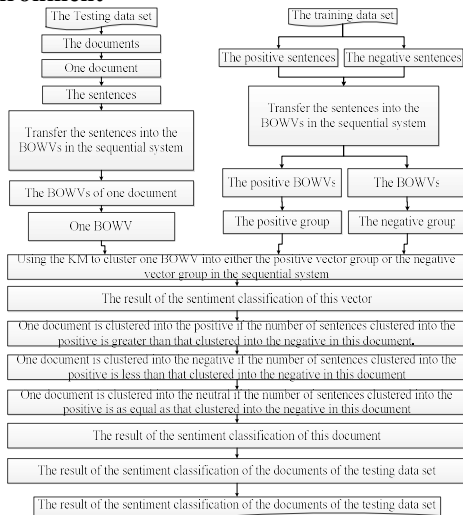 The Testing data set
The documents
One document
The sentences
Transfer the sentences into the
BOWVs in the sequential system
The BOWVs of one document
One BOWV
The training data set
The positive sentences
The negative sentences
Transfer the sentences into the
BOWVs in the sequential system
The positive BOWVs
The BOWVs
The positive group
The negative group
Using the KM to cluster one BOWV into either the positive vector group or the negative
vector group in the sequential system
The result of the sentiment classification of this vector
One document is clustered into the positive if the number of sentences clustered into the
positive is greater than that clustered into the negative in this document.
One document is clustered into the negative if the number of sentences clustered into the
positive is less than that clustered into the negative in this document
One document is clustered into the neutral if the number of sentences clustered into the
positive is as equal as that clustered into the negative in this document
The result of the sentiment classification of this document
The result of the sentiment classification of the documents of the testing data set
The result of the sentiment classification of the documents of the testing data set